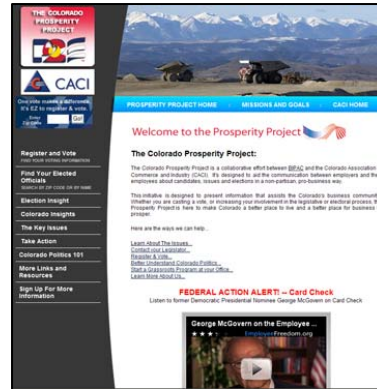 THE COLORADO
PROSPERITY
PROJECT
CACI
One vote makes a difference.
It's EZ to register & vote.
Enter
Zip Code
Go!
PROSPERITY PROJECT HOME
MISSIONS AND GOALS
CACI HOME
Register and Vote
FIND YOUR VOTING INFORMATION
Find Your Elected
Officials
SEARCH BY ZIP CODE OR BY NAME
Election Insight
Colorado Insights
The Key Issues
Take Action
Colorado Politics 101
More Links and
Resources
Sign Up For More
Information
Welcome to the Prosperity Project
The Colorado Prosperity Project:
The Colorado Prosperity Project is a collaborative effort between BIPAC and the Colorado Association
Commerce and Industry (CACI). It's designed to aid the communication between employers and the
employees about candidates, issues and elections in a non-partisan, pro-business way.
This initiative is designed to present information that assists the Colorado's business communit
Whether you are casting a vote, or increasing your involvement in the legislative or electoral process, th
Prosperity Project is here to make Colorado a better place to live and a better place for business
prosper.
Here are the ways we can help...
Learn About The Issues...
Contact your Legislator...
Register & Vote...
Better Understand Colorado Politics...
Start a Grassroots Program at your Office...
Learn More About Us...
FEDERAL ACTION ALERT! -- Card Check
Listen to former Democratic Presidential Nominee George McGovern on Card Check
George McGovern on the Employee ...
EmployeeFreedom.org